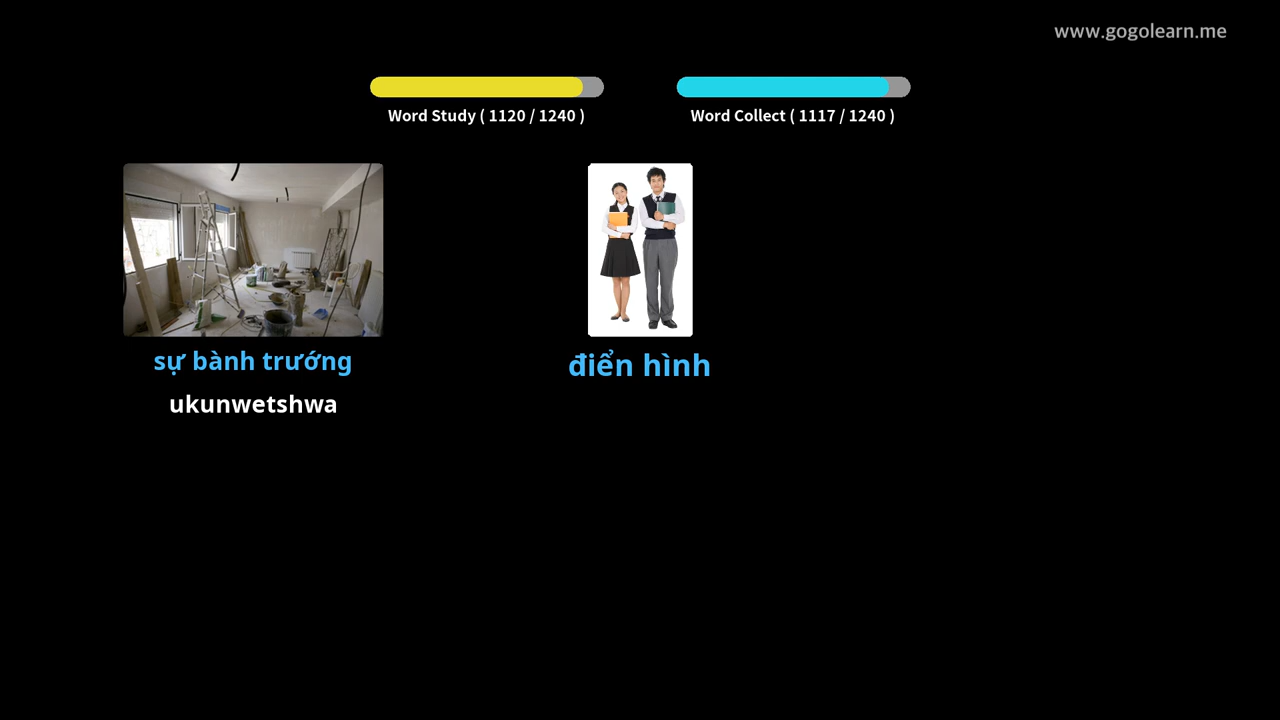 www.gogolearn.me
Word Study ( 1120 / 1240 )
Word Collect ( 1117 / 1240 )
sự bành trướng
điển hình
ukunwetshwa